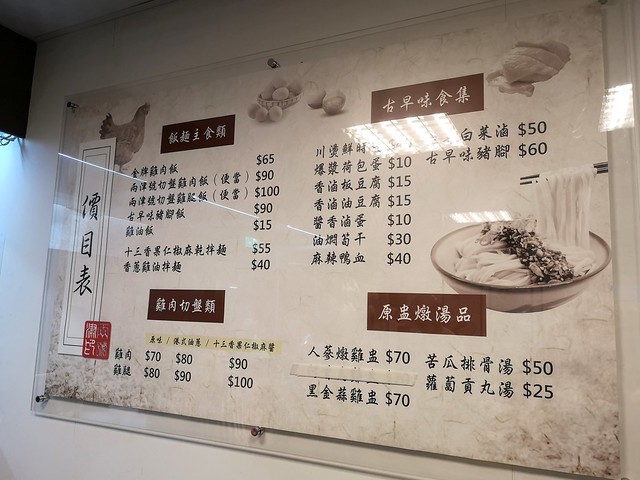 價目表
飯麵主食類
金牌雞肉飯 $65
雨津號切盤雞肉飯（便當） $90
雨津號切盤雞腿飯（便當） $100
古早味豬腳飯 $90
雞油飯 $15
十三香果仁椒麻乾拌麵 $55
香蔥雞油拌麵 $40
雞肉切盤類
原味 / 港式油蔥 / 十三香果仁椒麻醬
雞肉 $70 $80 $90
雞腿 $80 $90 $100
古早味食集
川燙鮮時
爆漿荷包蛋 $10
香滷板豆腐 $15
香滷油豆腐 $15
醬香滷蛋 $10
油燜筍干 $30
麻辣鴨血 $40
白菜滷 $50
古早味豬腳 $60
原盅燉湯品
人蔘燉雞盅 $70
黑金蒜雞盅 $70
苦瓜排骨湯 $50
蘿蔔貢丸湯 $25